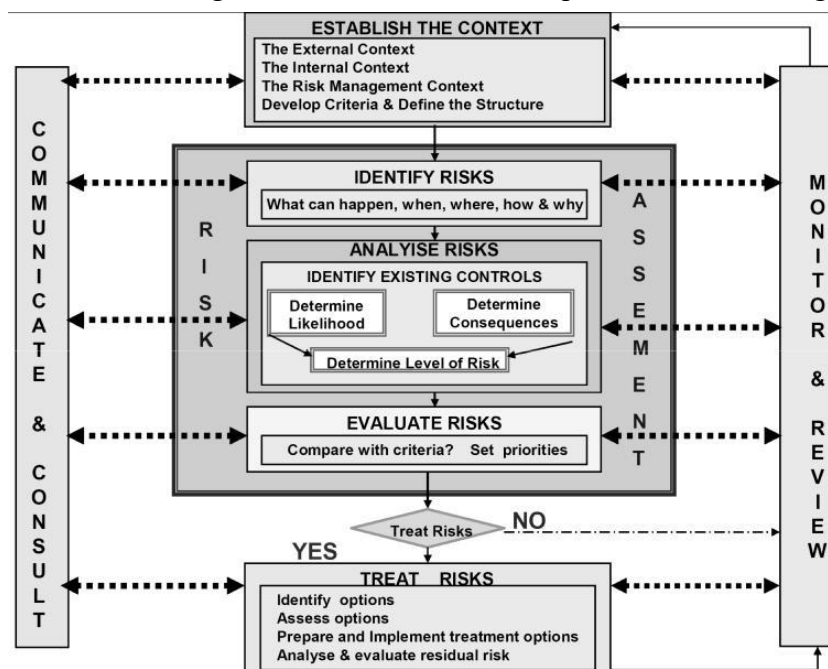 ESTABLISH THE CONTEXT
The External Context
The Internal Context
The Risk Management Context
Develop Criteria & Define the Structure
COMMUNICATE & CONSULT
RISK
ASSEMENT
MONITOR & REVIEW
IDENTIFY RISKS
What can happen, when, where, how & why
ANALYISE RISKS
IDENTIFY EXISTING CONTROLS
Determine
Likelihood
Determine
Consequences
Determine Level of Risk
EVALUATE RISKS
Compare with criteria? Set priorities
Treat Risks
NO
YES
TREAT RISKS
Identify options
Assess options
Prepare and Implement treatment options
Analyse & evaluate residual risk